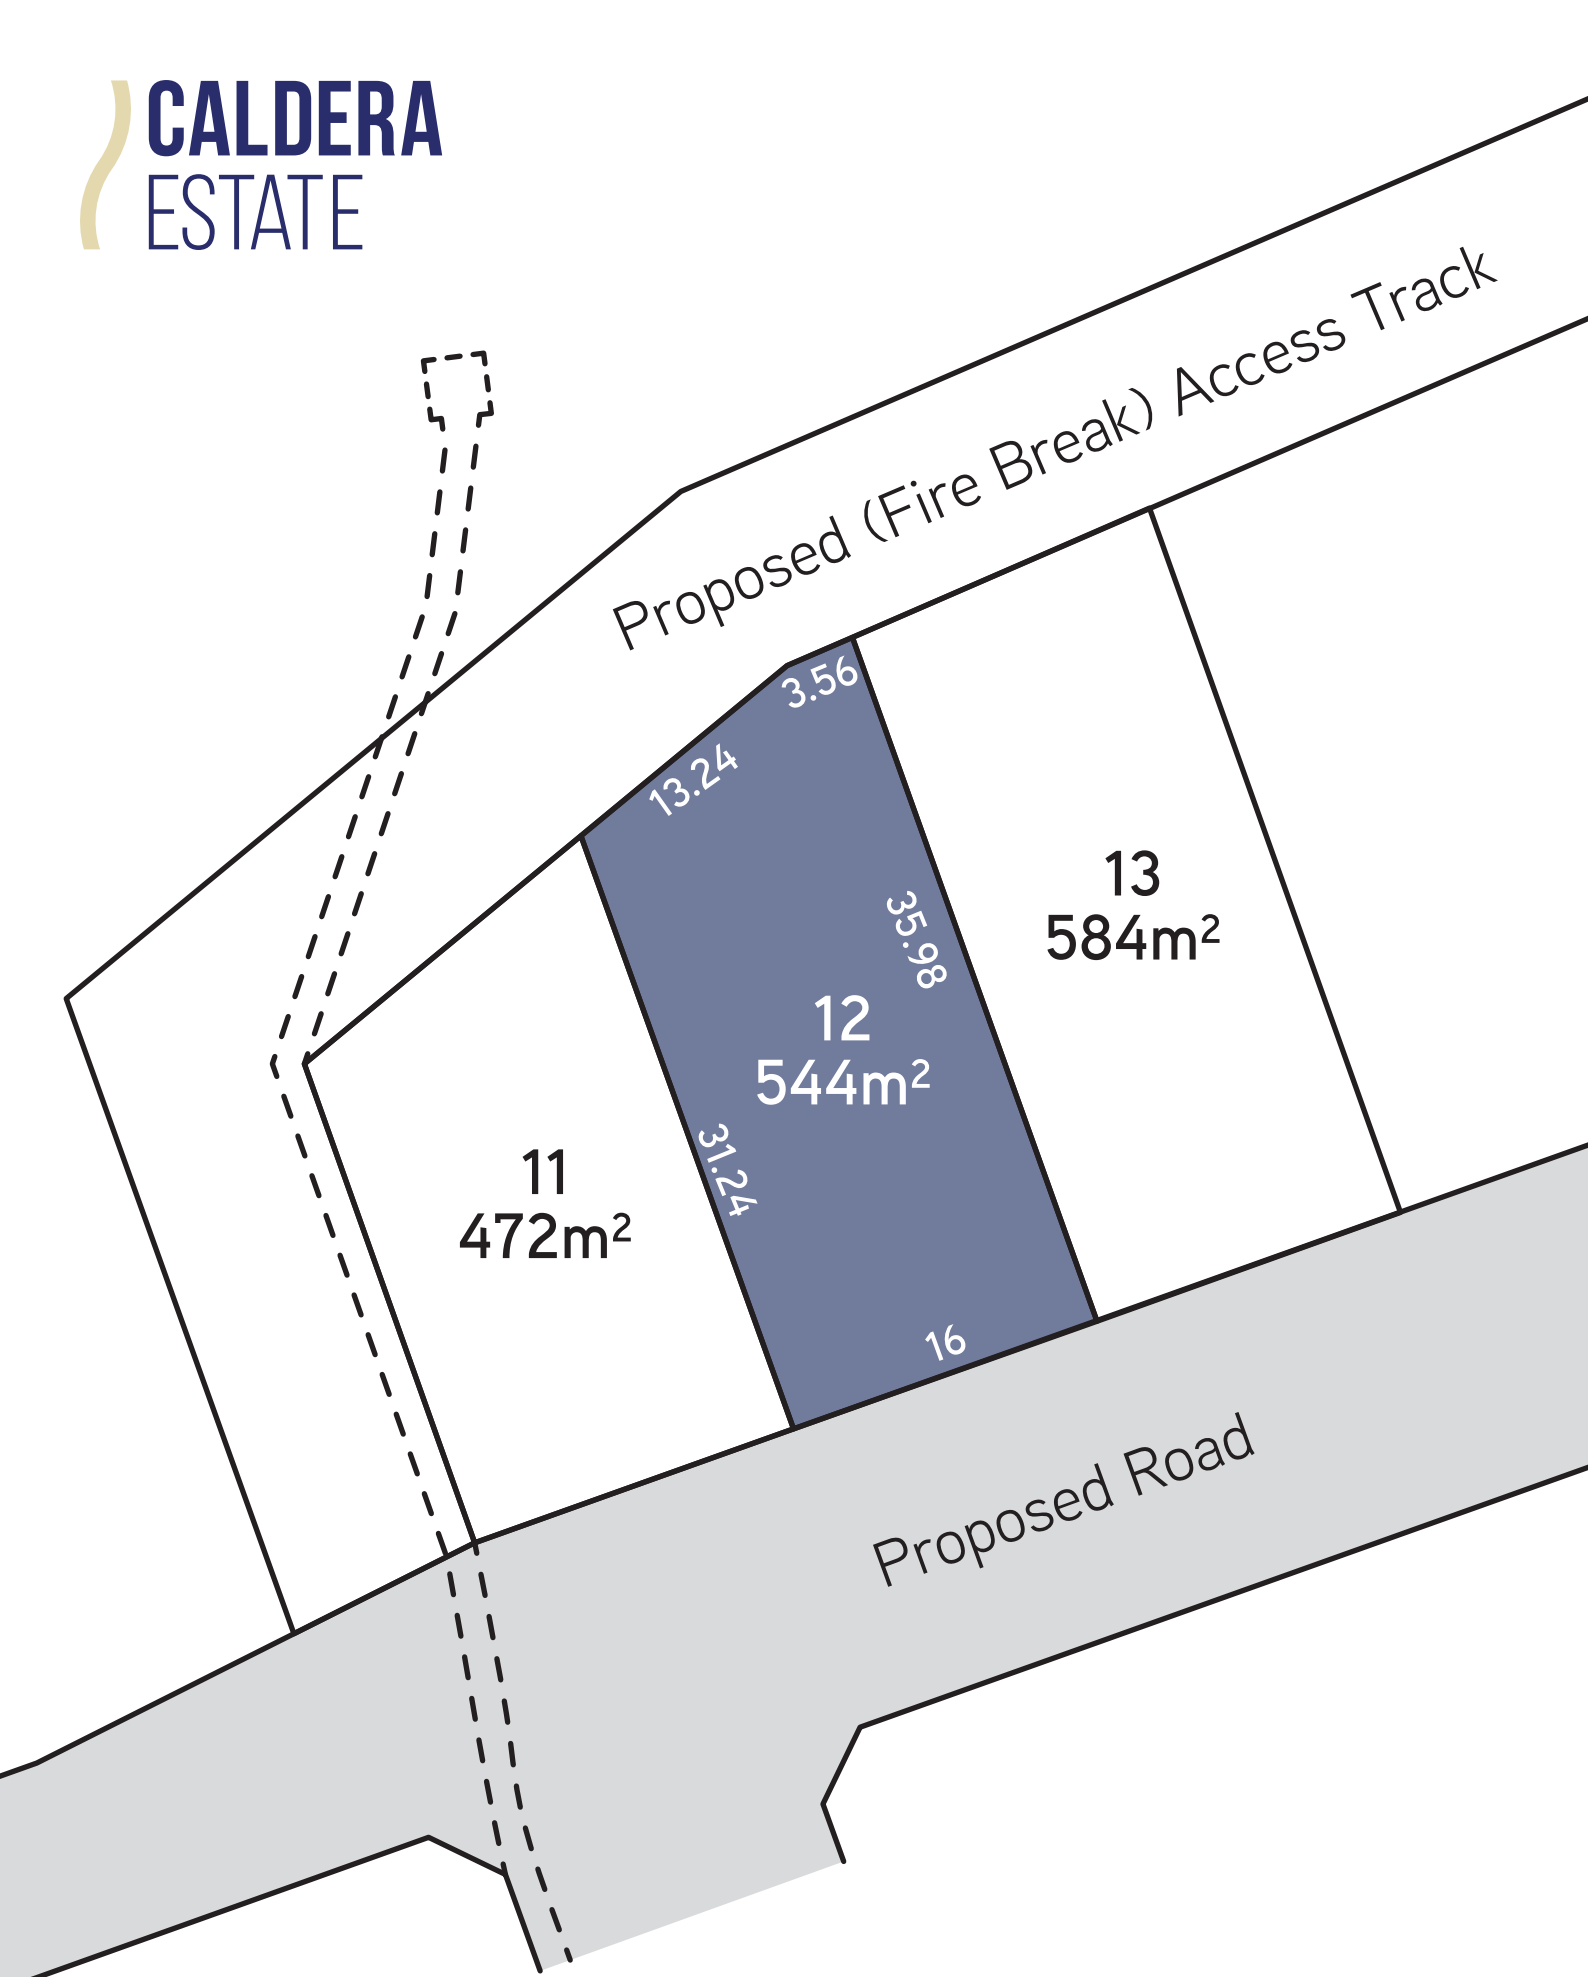 CALDERA
ESTATE
Proposed (Fire Break) Access Track
3.56
13.24
35.98
31.24
16
13
584m²
12
544m²
11
472m²
Proposed Road